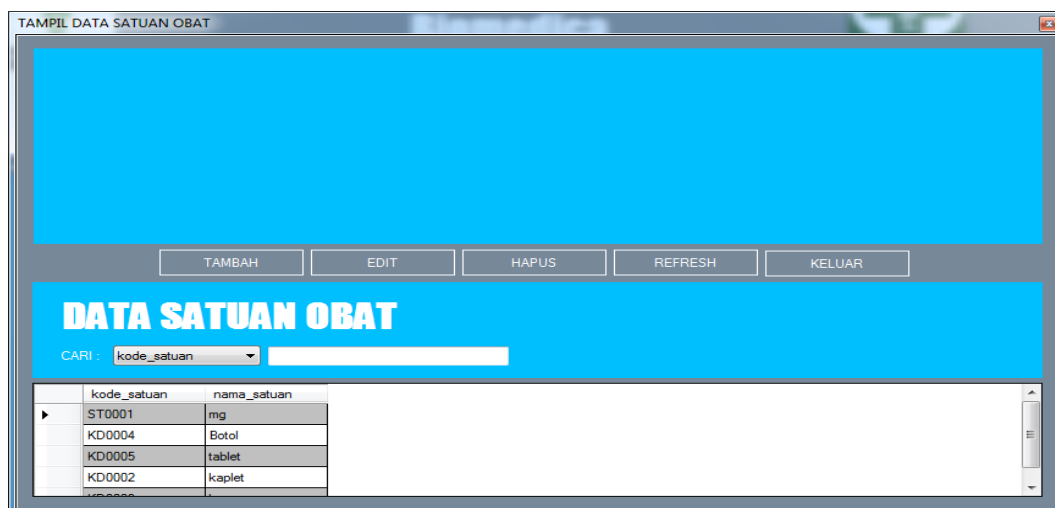 TAMPIL DATA SATUAN OBAT
Biomedica
TAMBAH EDIT HAPUS REFRESH KELUAR
DATA SATUAN OBAT
CARI : kode_satuan
kode_satuan nama_satuan
ST0001 mg
KD0004 Botol
KD0005 tablet
KD0002 kaplet